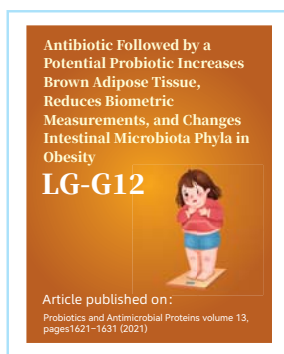 Antibiotic Followed by a
Potential Probiotic Increases
Brown Adipose Tissue,
Reduces Biometric
Measurements, and Changes
Intestinal Microbiota Phyla in
Obesity
LG-G12
Article published on:
Probiotics and Antimicrobial Proteins volume 13,
pages1621–1631 (2021)